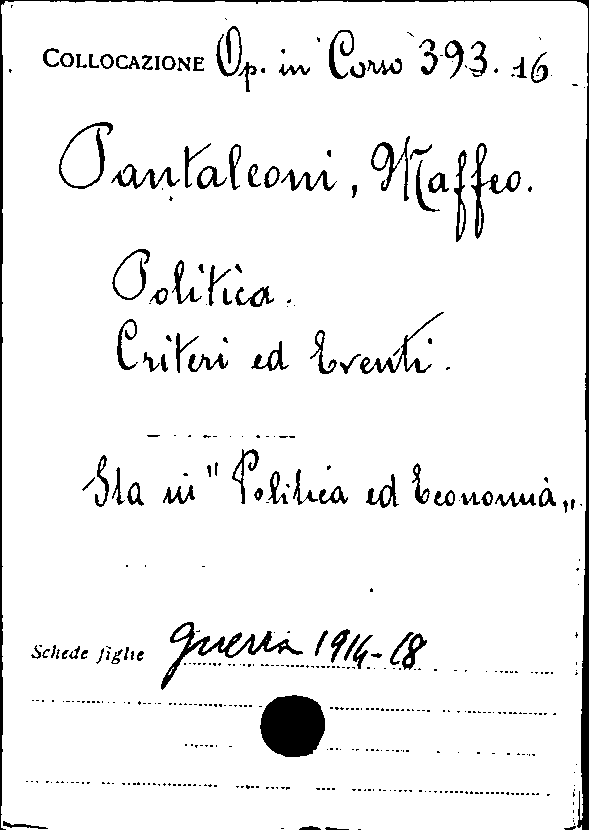 COLLOCAZIONE Op. in Corso 393. 16
Pantaleoni, Maffeo.
Politica.
Criteri ed Eventi.
Sta in "Politica ed Economia„
Schede figlie guerra 1914-18